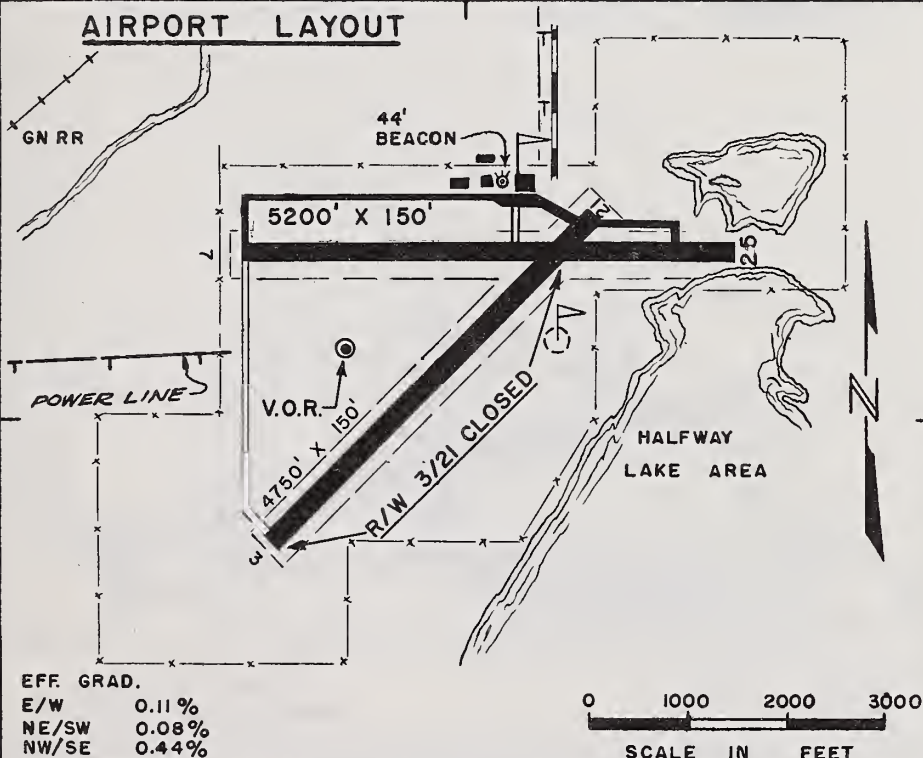 AIRPORT LAYOUT
GN RR
44'
BEACON
5200' X 150'
7
25
21
POWER LINE
V.O.R.
4750' X 150'
R/W 3/21 CLOSED
3
HALFWAY
LAKE AREA
N
EFF. GRAD.
E/W 0.11%
NE/SW 0.08%
NW/SE 0.44%
0 1000 2000 3000
SCALE IN FEET